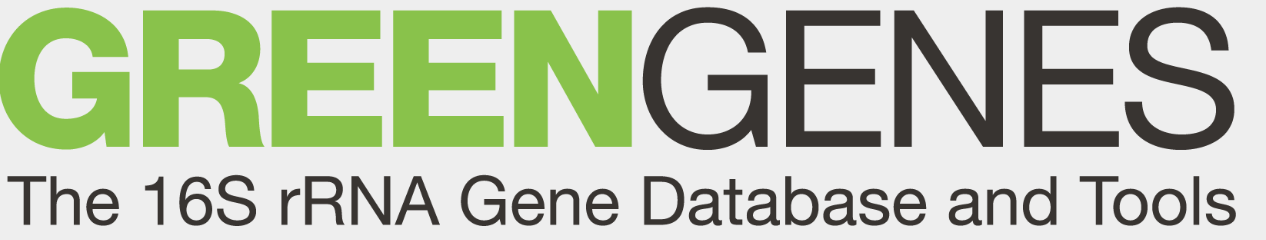 GREENGENES
The 16S rRNA Gene Database and Tools